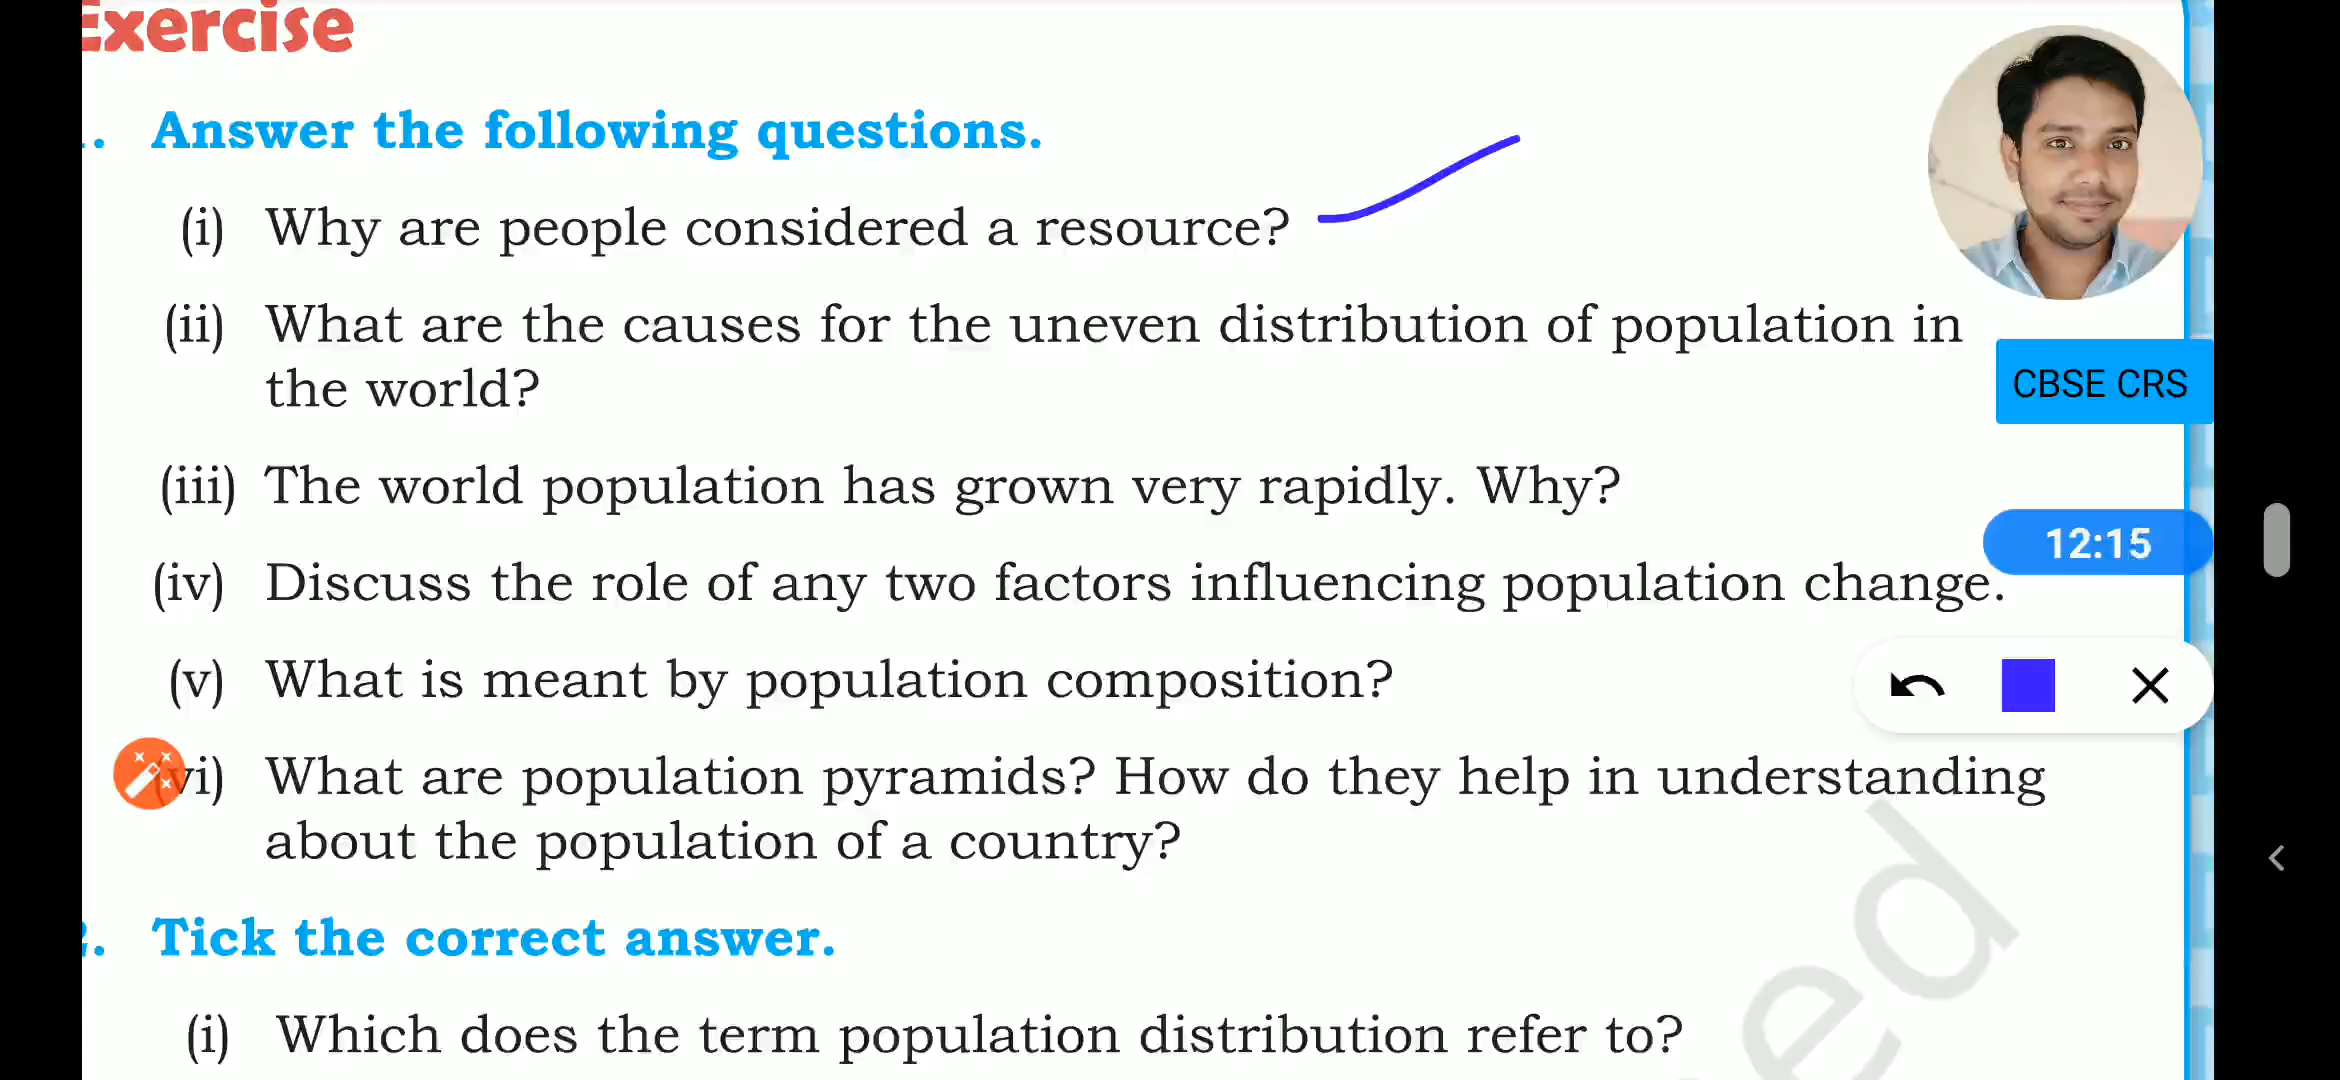 Exercise
. Answer the following questions.
(i) Why are people considered a resource?
(ii) What are the causes for the uneven distribution of population in
the world?
CBSE CRS
(iii) The world population has grown very rapidly. Why?
12:15
(iv) Discuss the role of any two factors influencing population change.
(v) What is meant by population composition?
(vi) What are population pyramids? How do they help in understanding
about the population of a country?
2. Tick the correct answer.
(i) Which does the term population distribution refer to?
ed